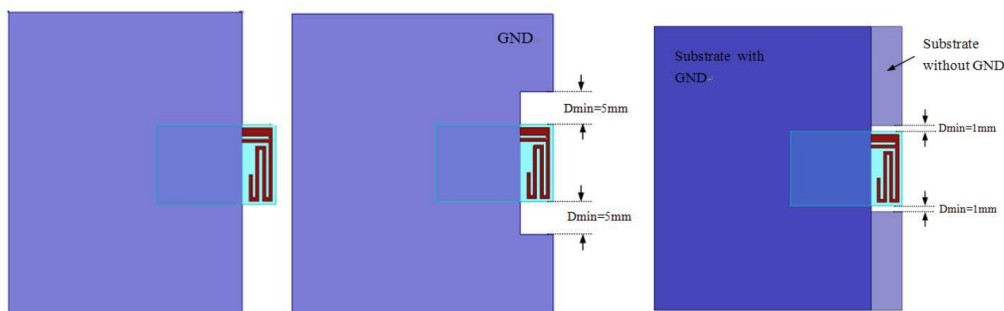 GND
Dmin=5mm
Dmin=5mm
Substrate with
GND
Substrate
without GND
Dmin=1mm
Dmin=1mm